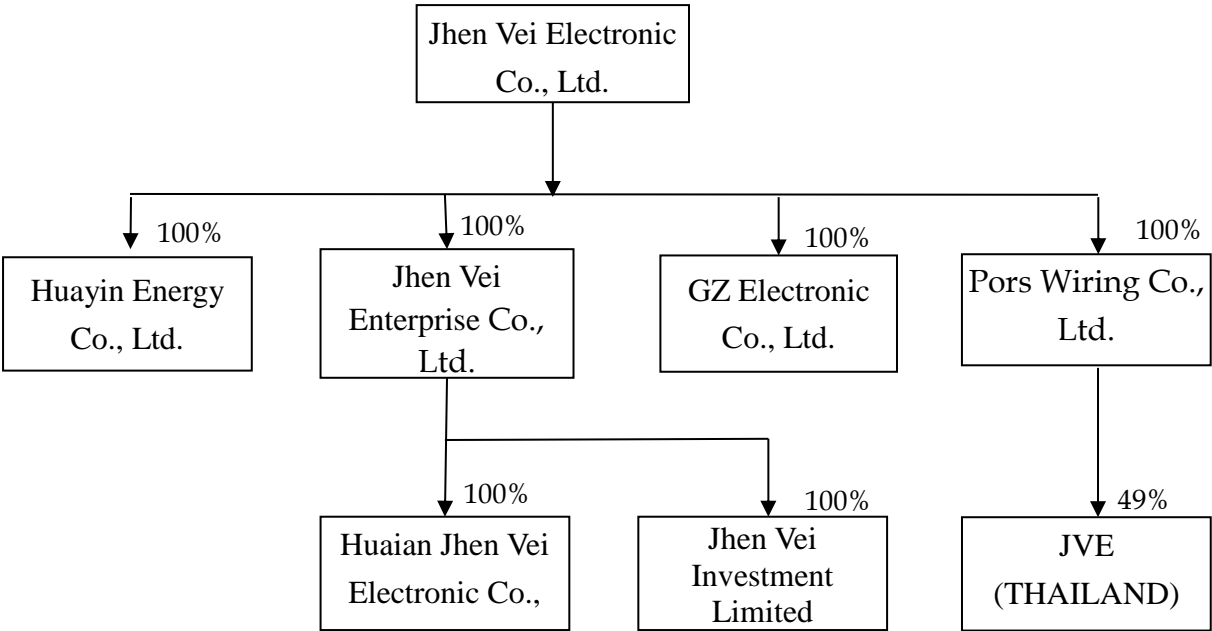 Jhen Vei Electronic
Co., Ltd.
100%
100%
100%
100%
Huayin Energy
Co., Ltd.
Jhen Vei
Enterprise Co.,
Ltd.
GZ Electronic
Co., Ltd.
Pors Wiring Co.,
Ltd.
100%
100%
49%
Huaian Jhen Vei
Electronic Co.,
Jhen Vei
Investment
Limited
JVE
(THAILAND)